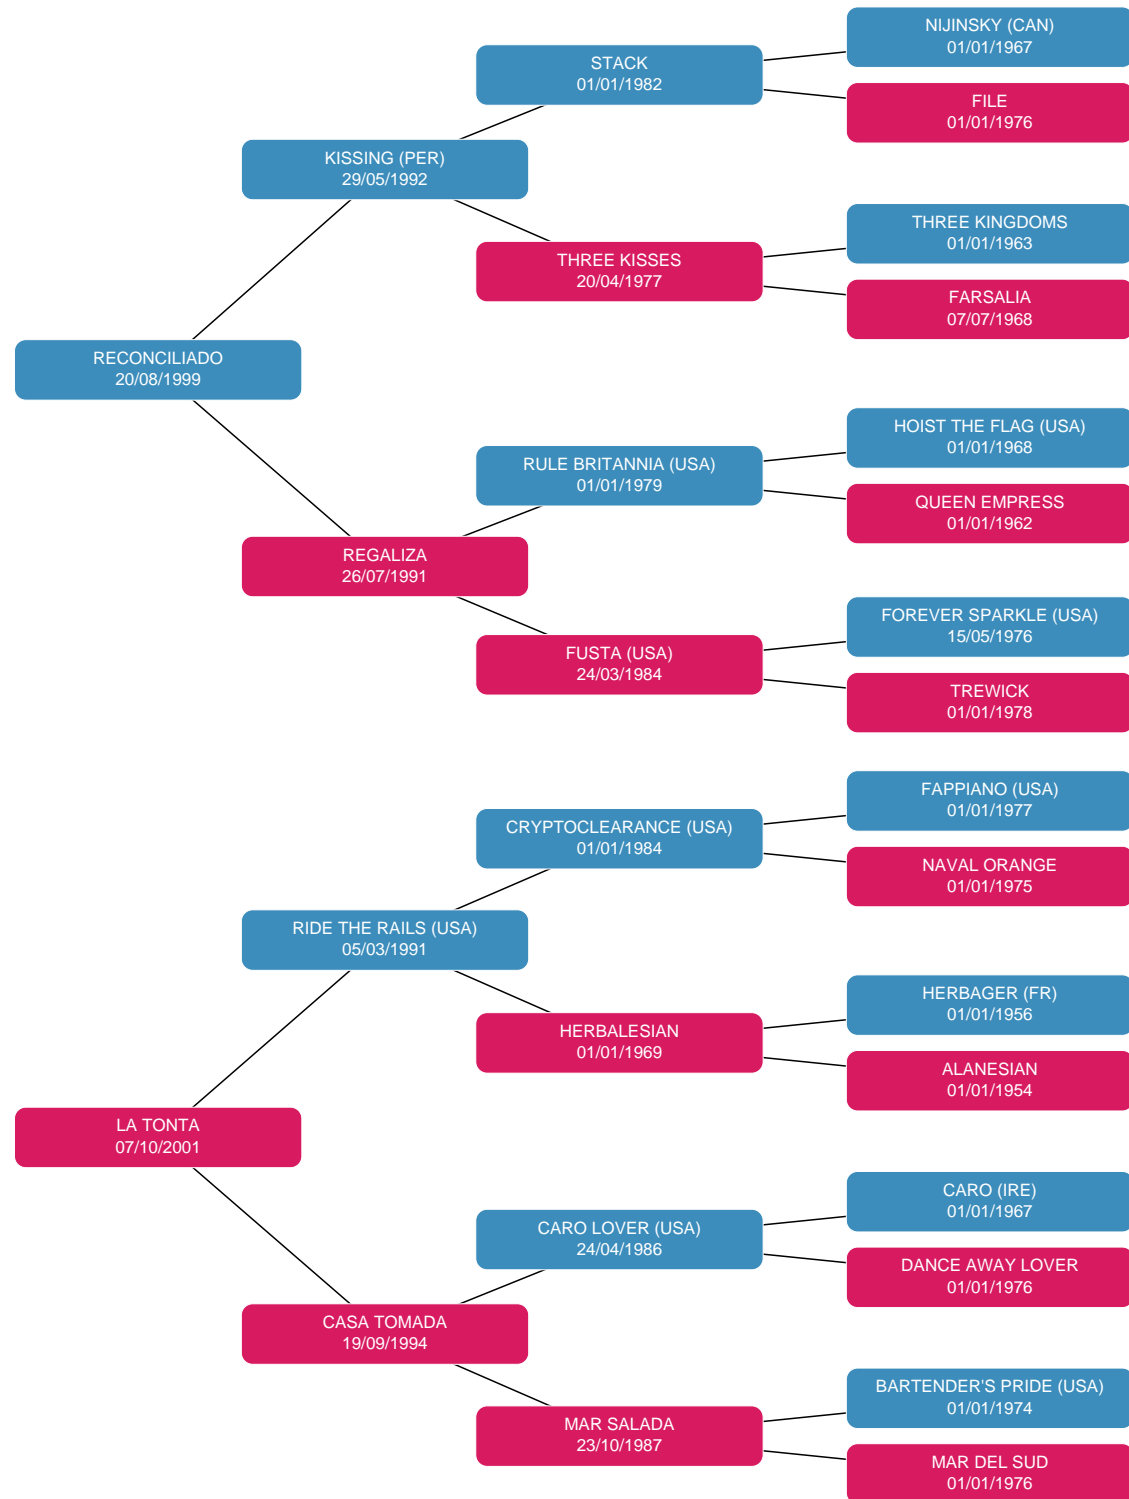 NIJINSKY (CAN)
01/01/1967
STACK
01/01/1982
FILE
01/01/1976
KISSING (PER)
29/05/1992
THREE KINGDOMS
01/01/1963
THREE KISSES
20/04/1977
FARSALIA
07/07/1968
RECONCILIADO
20/08/1999
HOIST THE FLAG (USA)
01/01/1968
RULE BRITANNIA (USA)
01/01/1979
QUEEN EMPRESS
01/01/1962
REGALIZA
26/07/1991
FOREVER SPARKLE (USA)
15/05/1976
FUSTA (USA)
24/03/1984
TREWICK
01/01/1978
FAPPIANO (USA)
01/01/1977
CRYPTOCLEARANCE (USA)
01/01/1984
NAVAL ORANGE
01/01/1975
RIDE THE RAILS (USA)
05/03/1991
HERBAGER (FR)
01/01/1956
HERBALESIAN
01/01/1969
ALANESIAN
01/01/1954
LA TONTA
07/10/2001
CARO (IRE)
01/01/1967
CARO LOVER (USA)
24/04/1986
DANCE AWAY LOVER
01/01/1976
CASA TOMADA
19/09/1994
BARTENDER'S PRIDE (USA)
01/01/1974
MAR SALADA
23/10/1987
MAR DEL SUD
01/01/1976